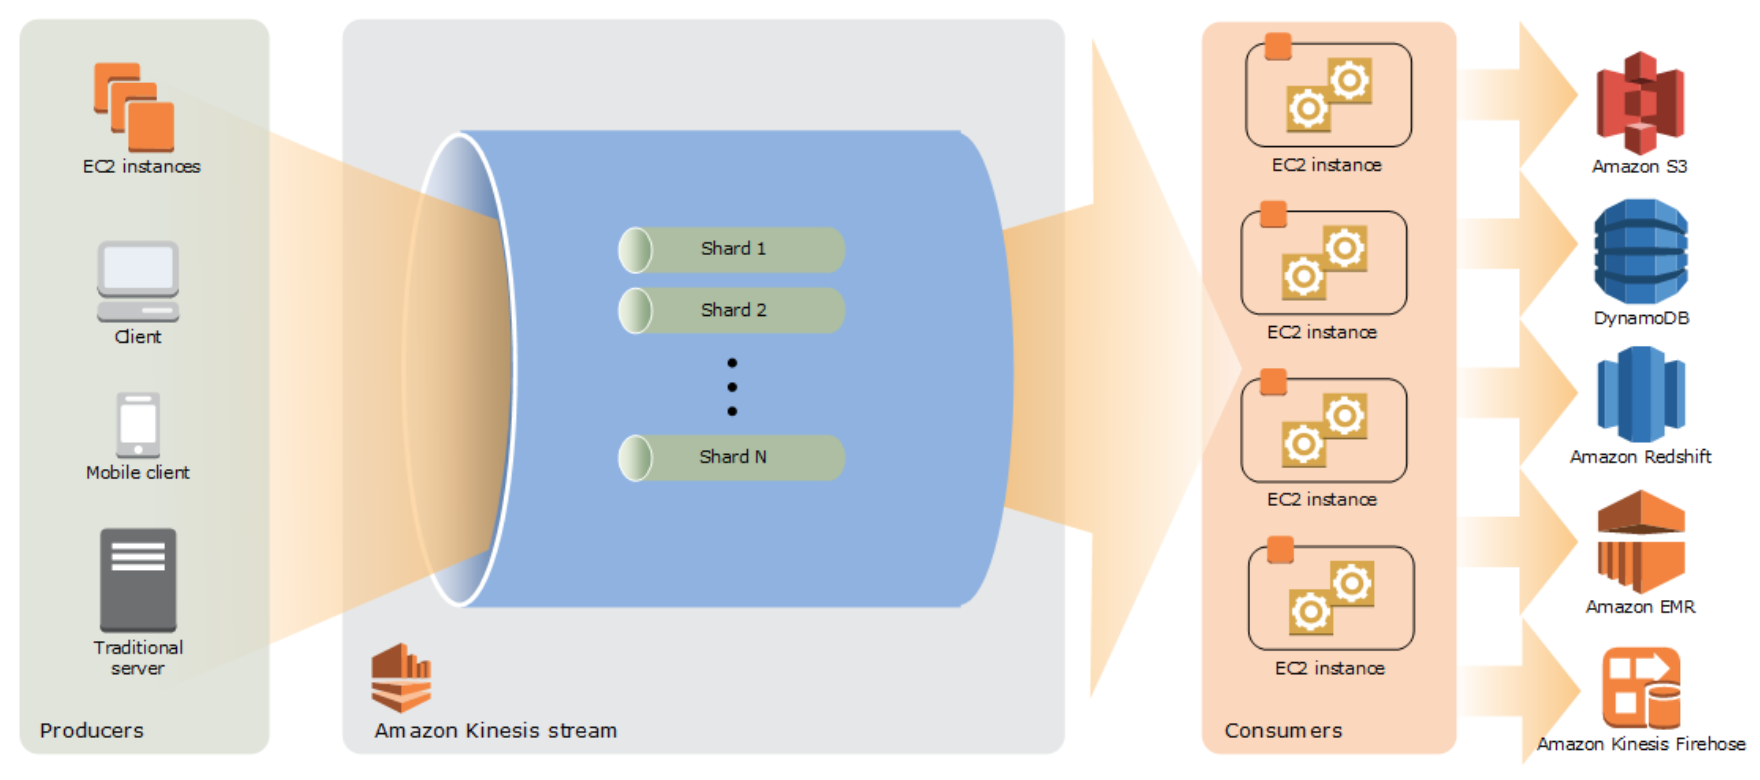 EC2 instances
Client
Mobile client
Traditional
server
Producers
Shard 1
Shard 2
Shard N
Amazon Kinesis stream
EC2 instance
EC2 instance
EC2 instance
EC2 instance
Consumers
Amazon S3
DynamoDB
Amazon Redshift
Amazon EMR
Amazon Kinesis Firehose